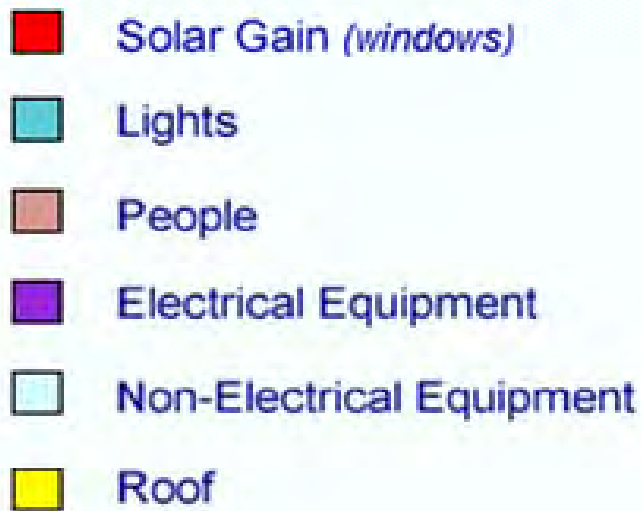 Solar Gain (windows)
Lights
People
Electrical Equipment
Non-Electrical Equipment
Roof